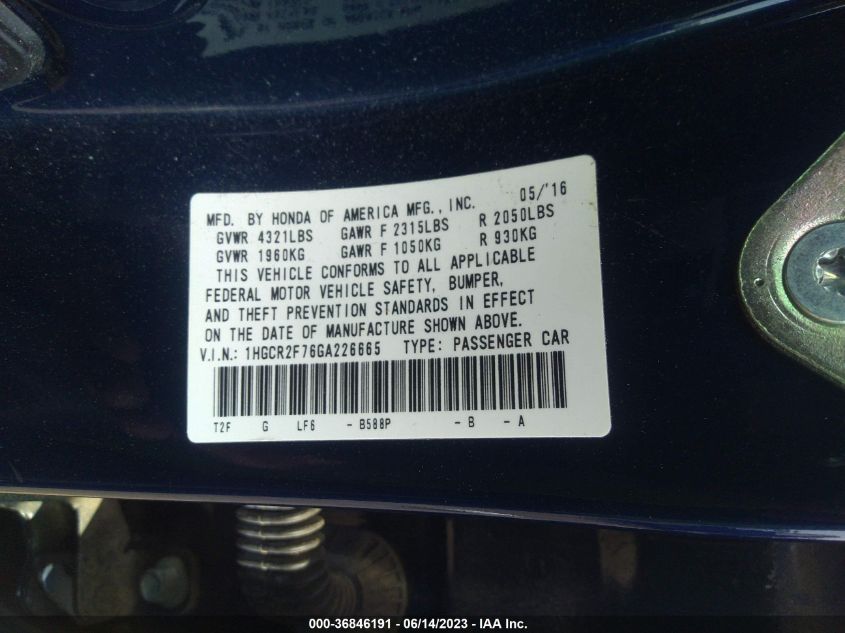 MFD. BY HONDA OF AMERICA MFG., INC. 05/'16
GVWR 4321LBS GAWR F 2315LBS R 2050LBS
GVWR 1960KG GAWR F 1050KG R 930KG
THIS VEHICLE CONFORMS TO ALL APPLICABLE
FEDERAL MOTOR VEHICLE SAFETY, BUMPER,
AND THEFT PREVENTION STANDARDS IN EFFECT
ON THE DATE OF MANUFACTURE SHOWN ABOVE.
V.I.N.: 1HGCR2F76GA226665 TYPE: PASSENGER CAR
T2F G LF6 - B588P - B - A
000-36846191 - 06/14/2023 - IAA Inc.